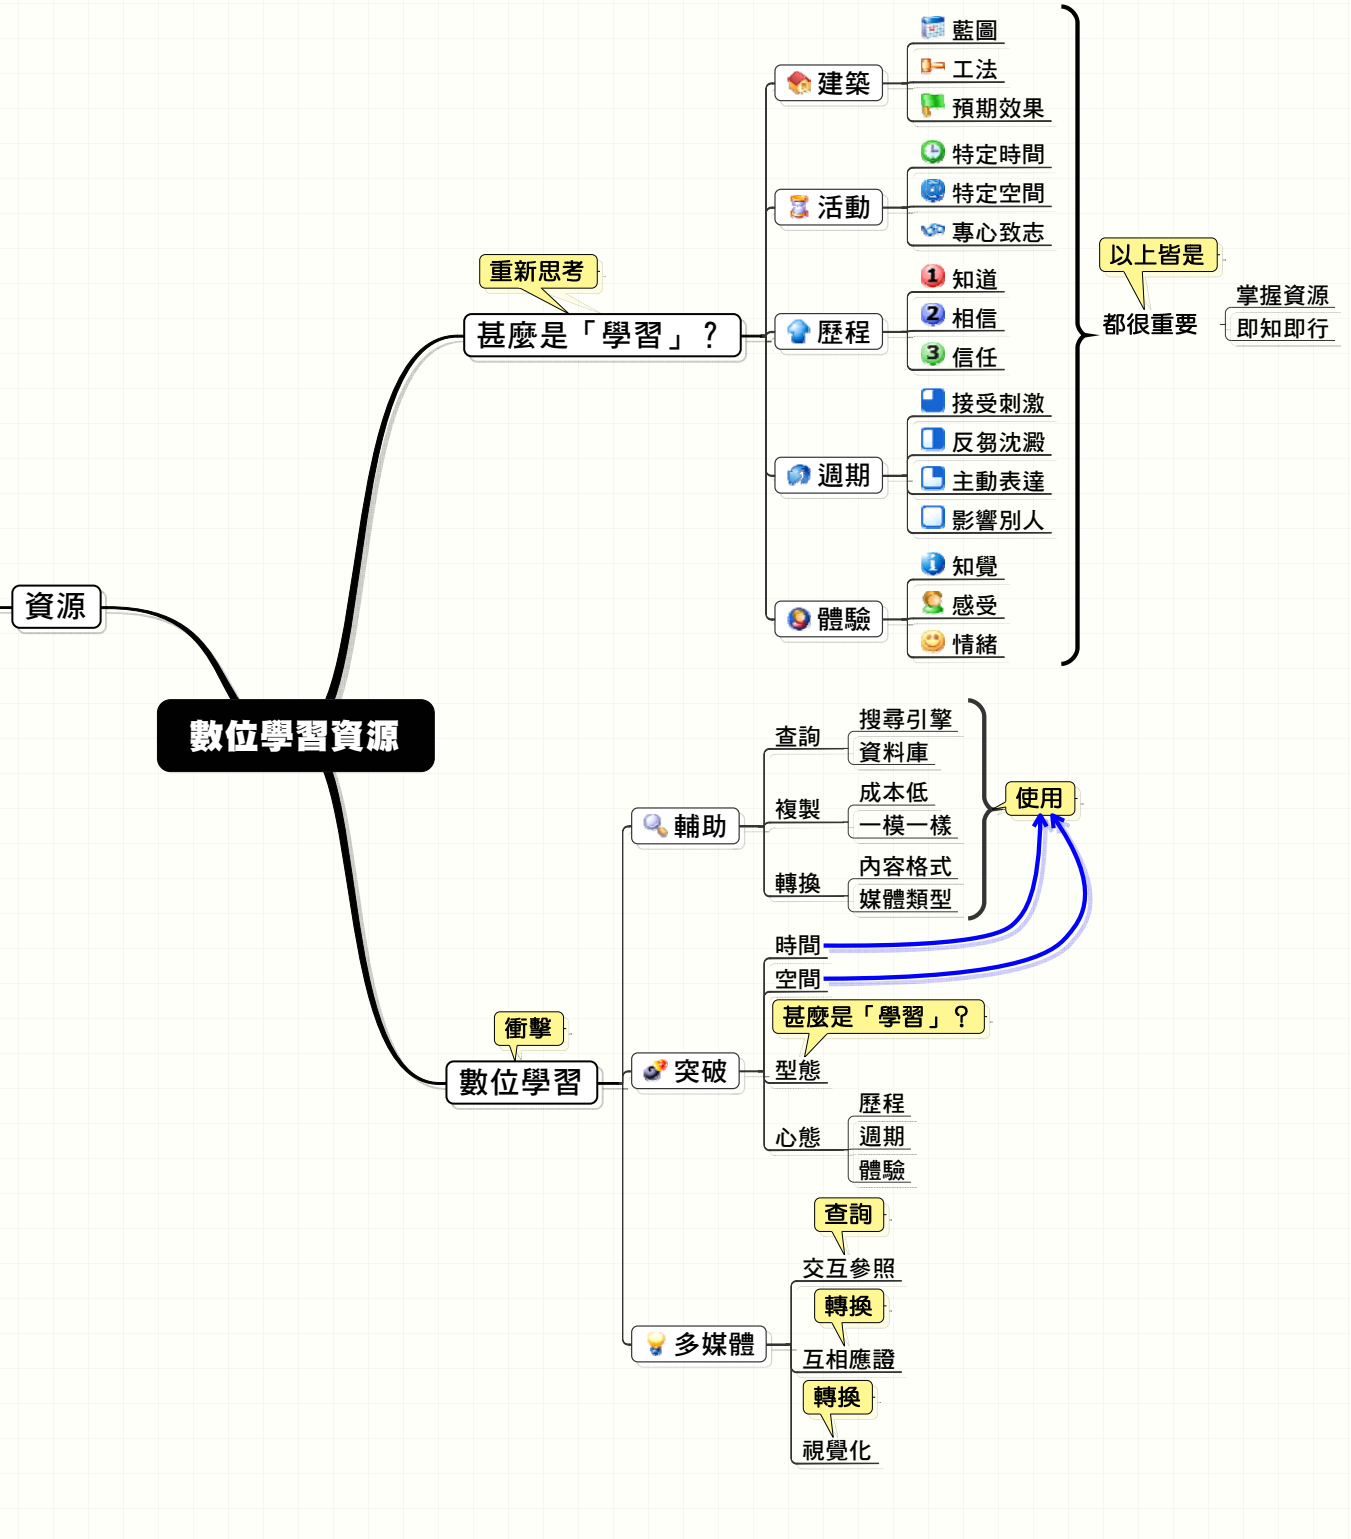 數位學習資源
資源
重新思考
甚麼是「學習」?
建築
藍圖
工法
預期效果
活動
特定時間
特定空間
專心致志
歷程
1 知道
2 相信
3 信任
週期
接受刺激
反芻沈澱
主動表達
影響別人
體驗
知覺
感受
情緒
以上皆是
都很重要
掌握資源
即知即行
衝擊
數位學習
輔助
查詢
搜尋引擎
資料庫
複製
成本低
一模一樣
轉換
內容格式
媒體類型
使用
突破
時間
空間
甚麼是「學習」?
型態
心態
歷程
週期
體驗
多媒體
查詢
交互參照
轉換
互相應證
轉換
視覺化